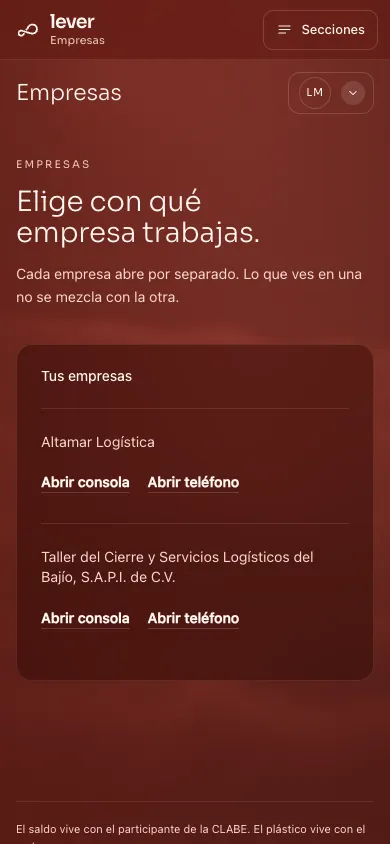 lever
Empresas
Secciones
Empresas
LM
EMPRESAS
Elige con qué
empresa trabajas.
Cada empresa abre por separado. Lo que ves en una
no se mezcla con la otra.
Tus empresas
Altamar Logística
Abrir consola Abrir teléfono
Taller del Cierre y Servicios Logísticos del
Bajío, S.A.P.I. de C.V.
Abrir consola Abrir teléfono
El saldo vive con el participante de la CLABE. El plástico vive con el